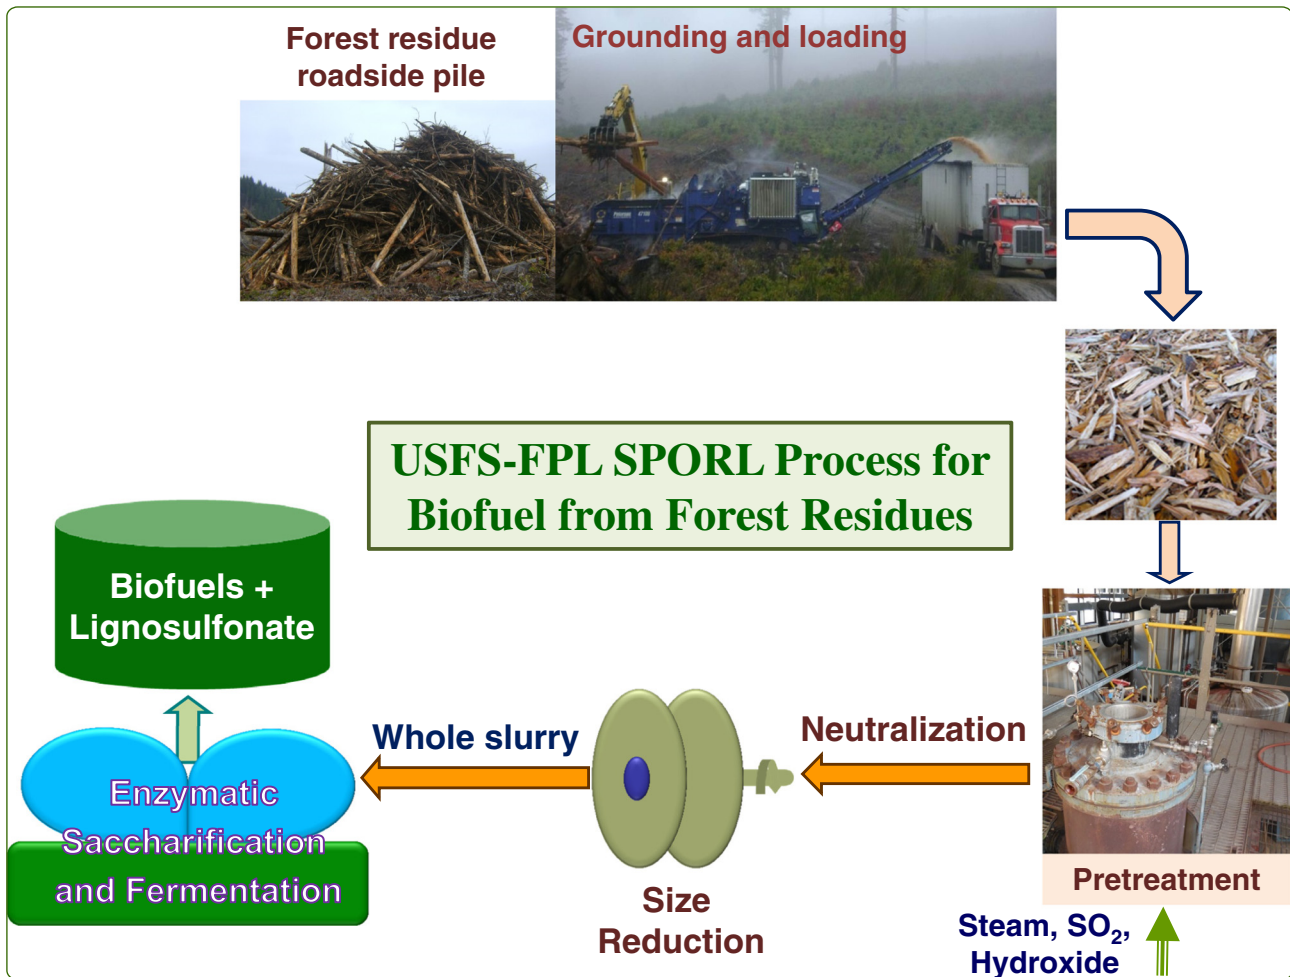 Forest residue
roadside pile
Grounding and loading
USFS-FPL SPORL Process for
Biofuel from Forest Residues
Biofuels +
Lignosulfonate
Whole slurry
Neutralization
Enzymatic
Saccharification
and Fermentation
Size
Reduction
Pretreatment
Steam, SO₂,
Hydroxide